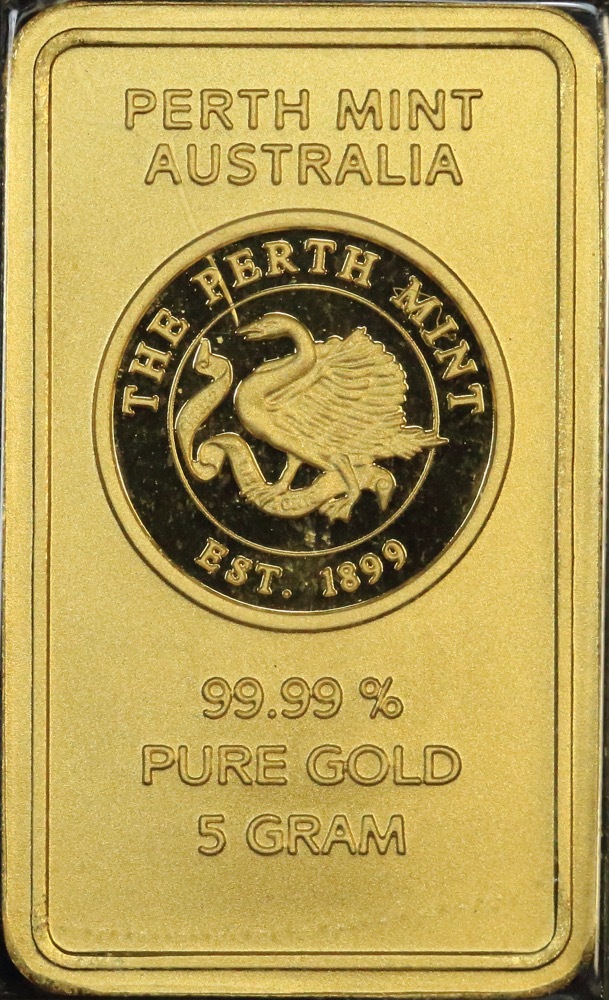 PERTH MINT
AUSTRALIA
THE PERTH MINT
EST. 1899
99.99 %
PURE GOLD
5 GRAM